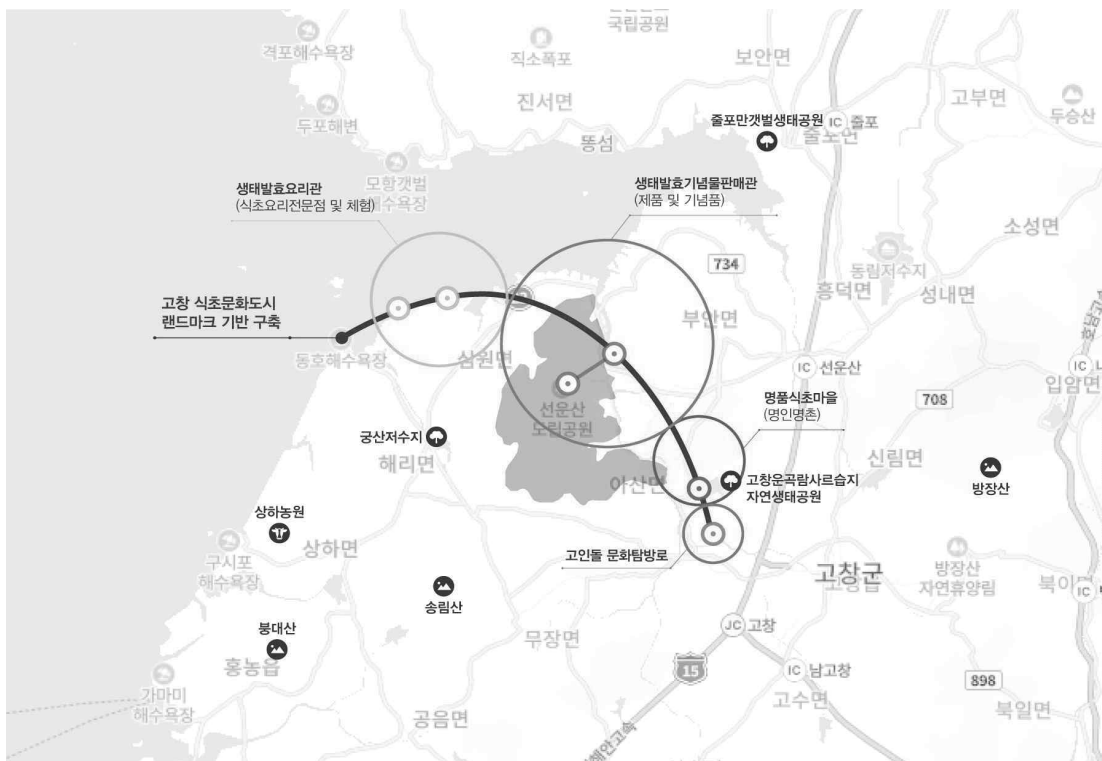 국립공원
격포해수욕장
직소폭포
보안면
진서면
고부면
두승산
두포해변
줄포만갯벌생태공원
IC 줄포
줄포면
똥섬
모항갯벌
해수욕장
생태발효요리관
(식초요리전문점 및 체험)
생태발효기념물판매관
(제품 및 기념품)
소성면
734
동림저수지
흥덕면
성내면
고창 식초문화도시
랜드마크 기반 구축
부안면
동호해수욕장
심원면
IC 선운산
입암면
IC
708
명품식초마을
(명인명촌)
선운산
도립공원
궁산저수지
해리면
신림면
아산면
고창운곡람사르습지
자연생태공원
방장산
상하농원
상하면
구시포
해수욕장
고인돌 문화탐방로
고창군
고창읍
방장산
자연휴양림
북이면
IC
송림산
붕대산
홍농읍
무장면
JC 고창
15
IC 남고창
가마미
해수욕장
고수면
898
북일면
공음면
해안고속